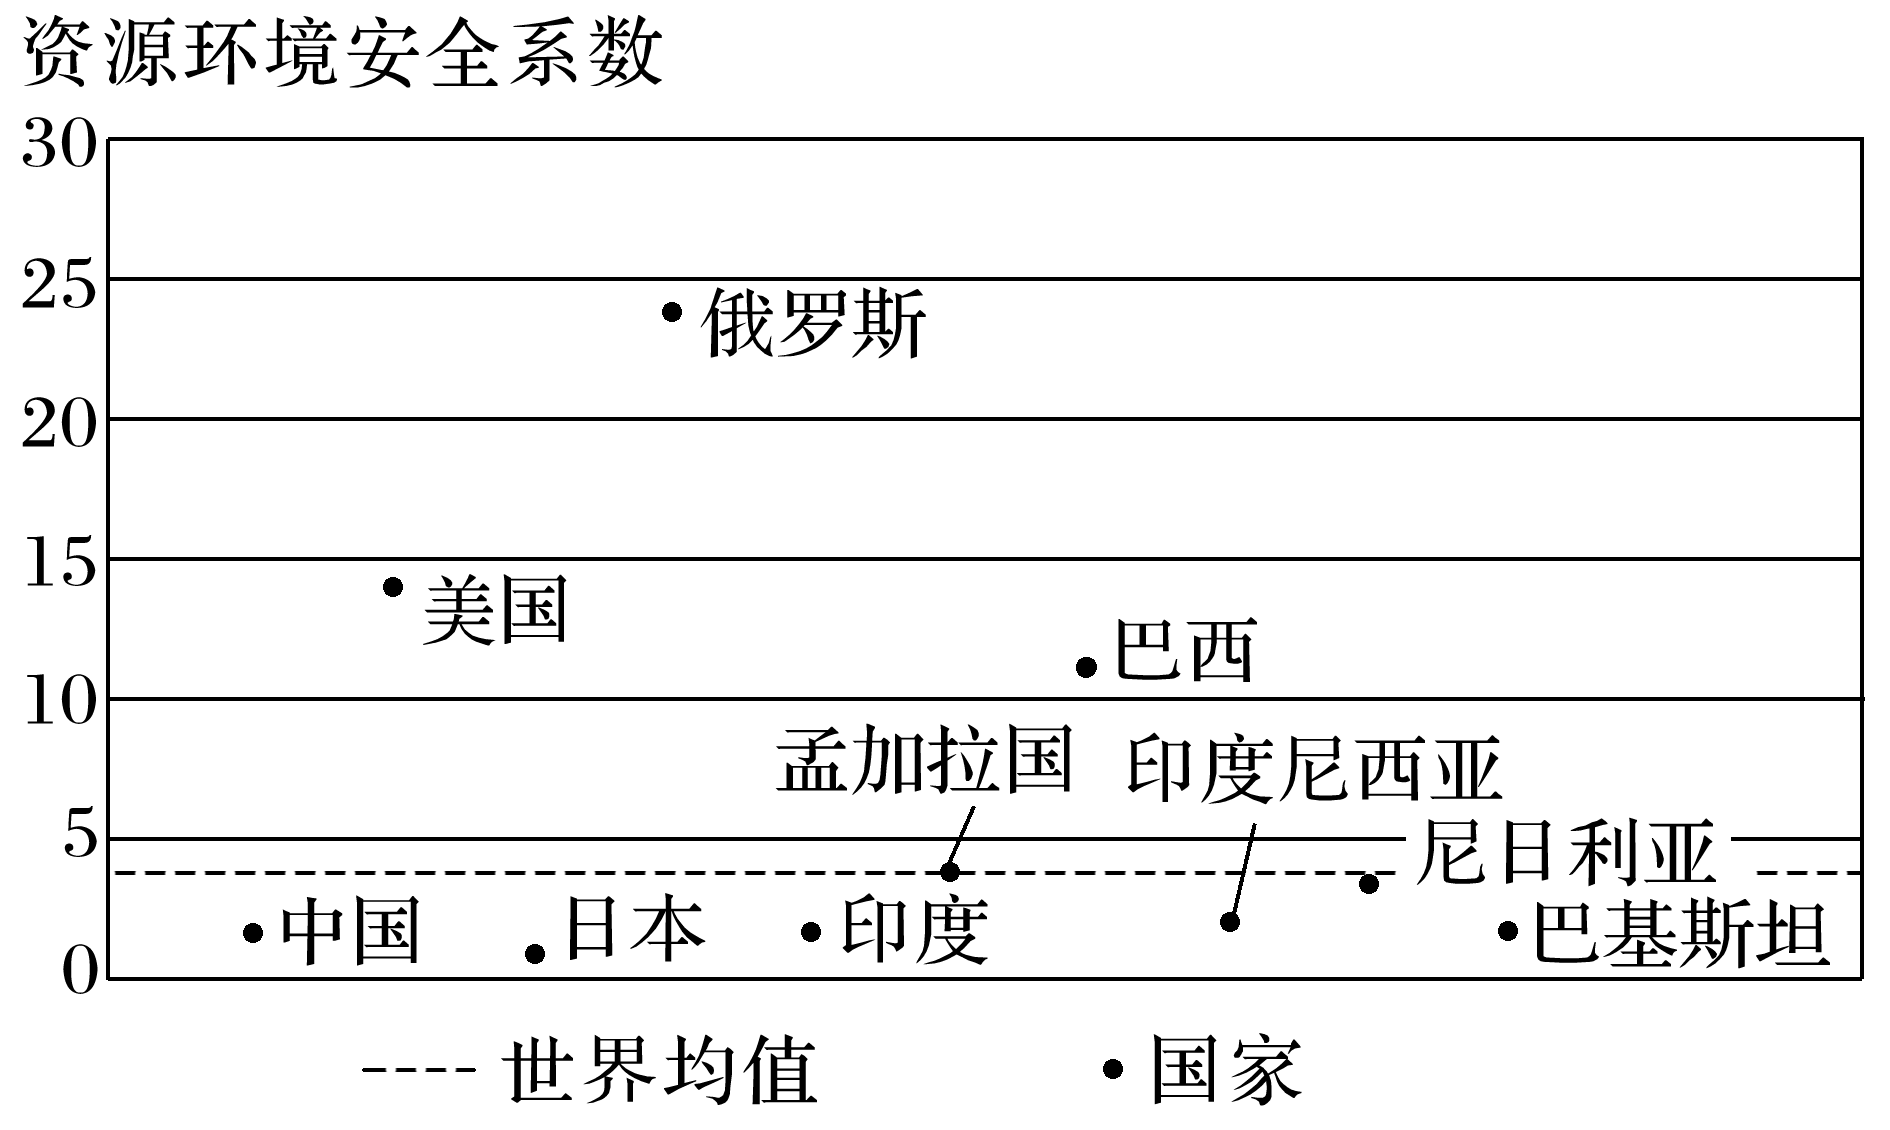 资源环境安全系数
30
25
俄罗斯
20
15
美国
巴西
10
孟加拉国
印度尼西亚
5
尼日利亚
中国
日本
印度
巴基斯坦
0
世界均值
国家